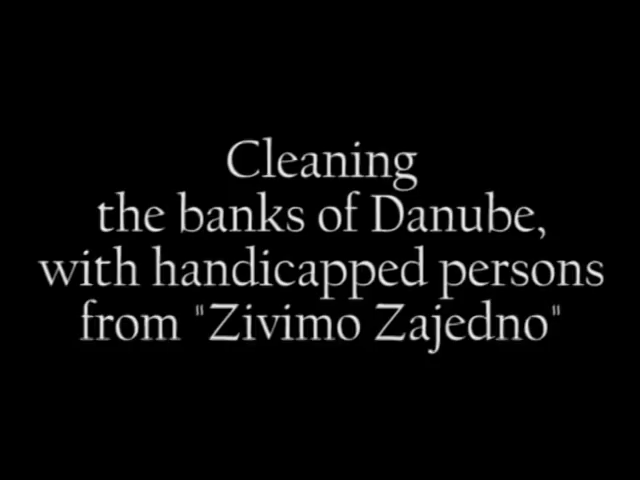 Cleaning
the banks of Danube,
with handicapped persons
from "Zivimo Zajedno"